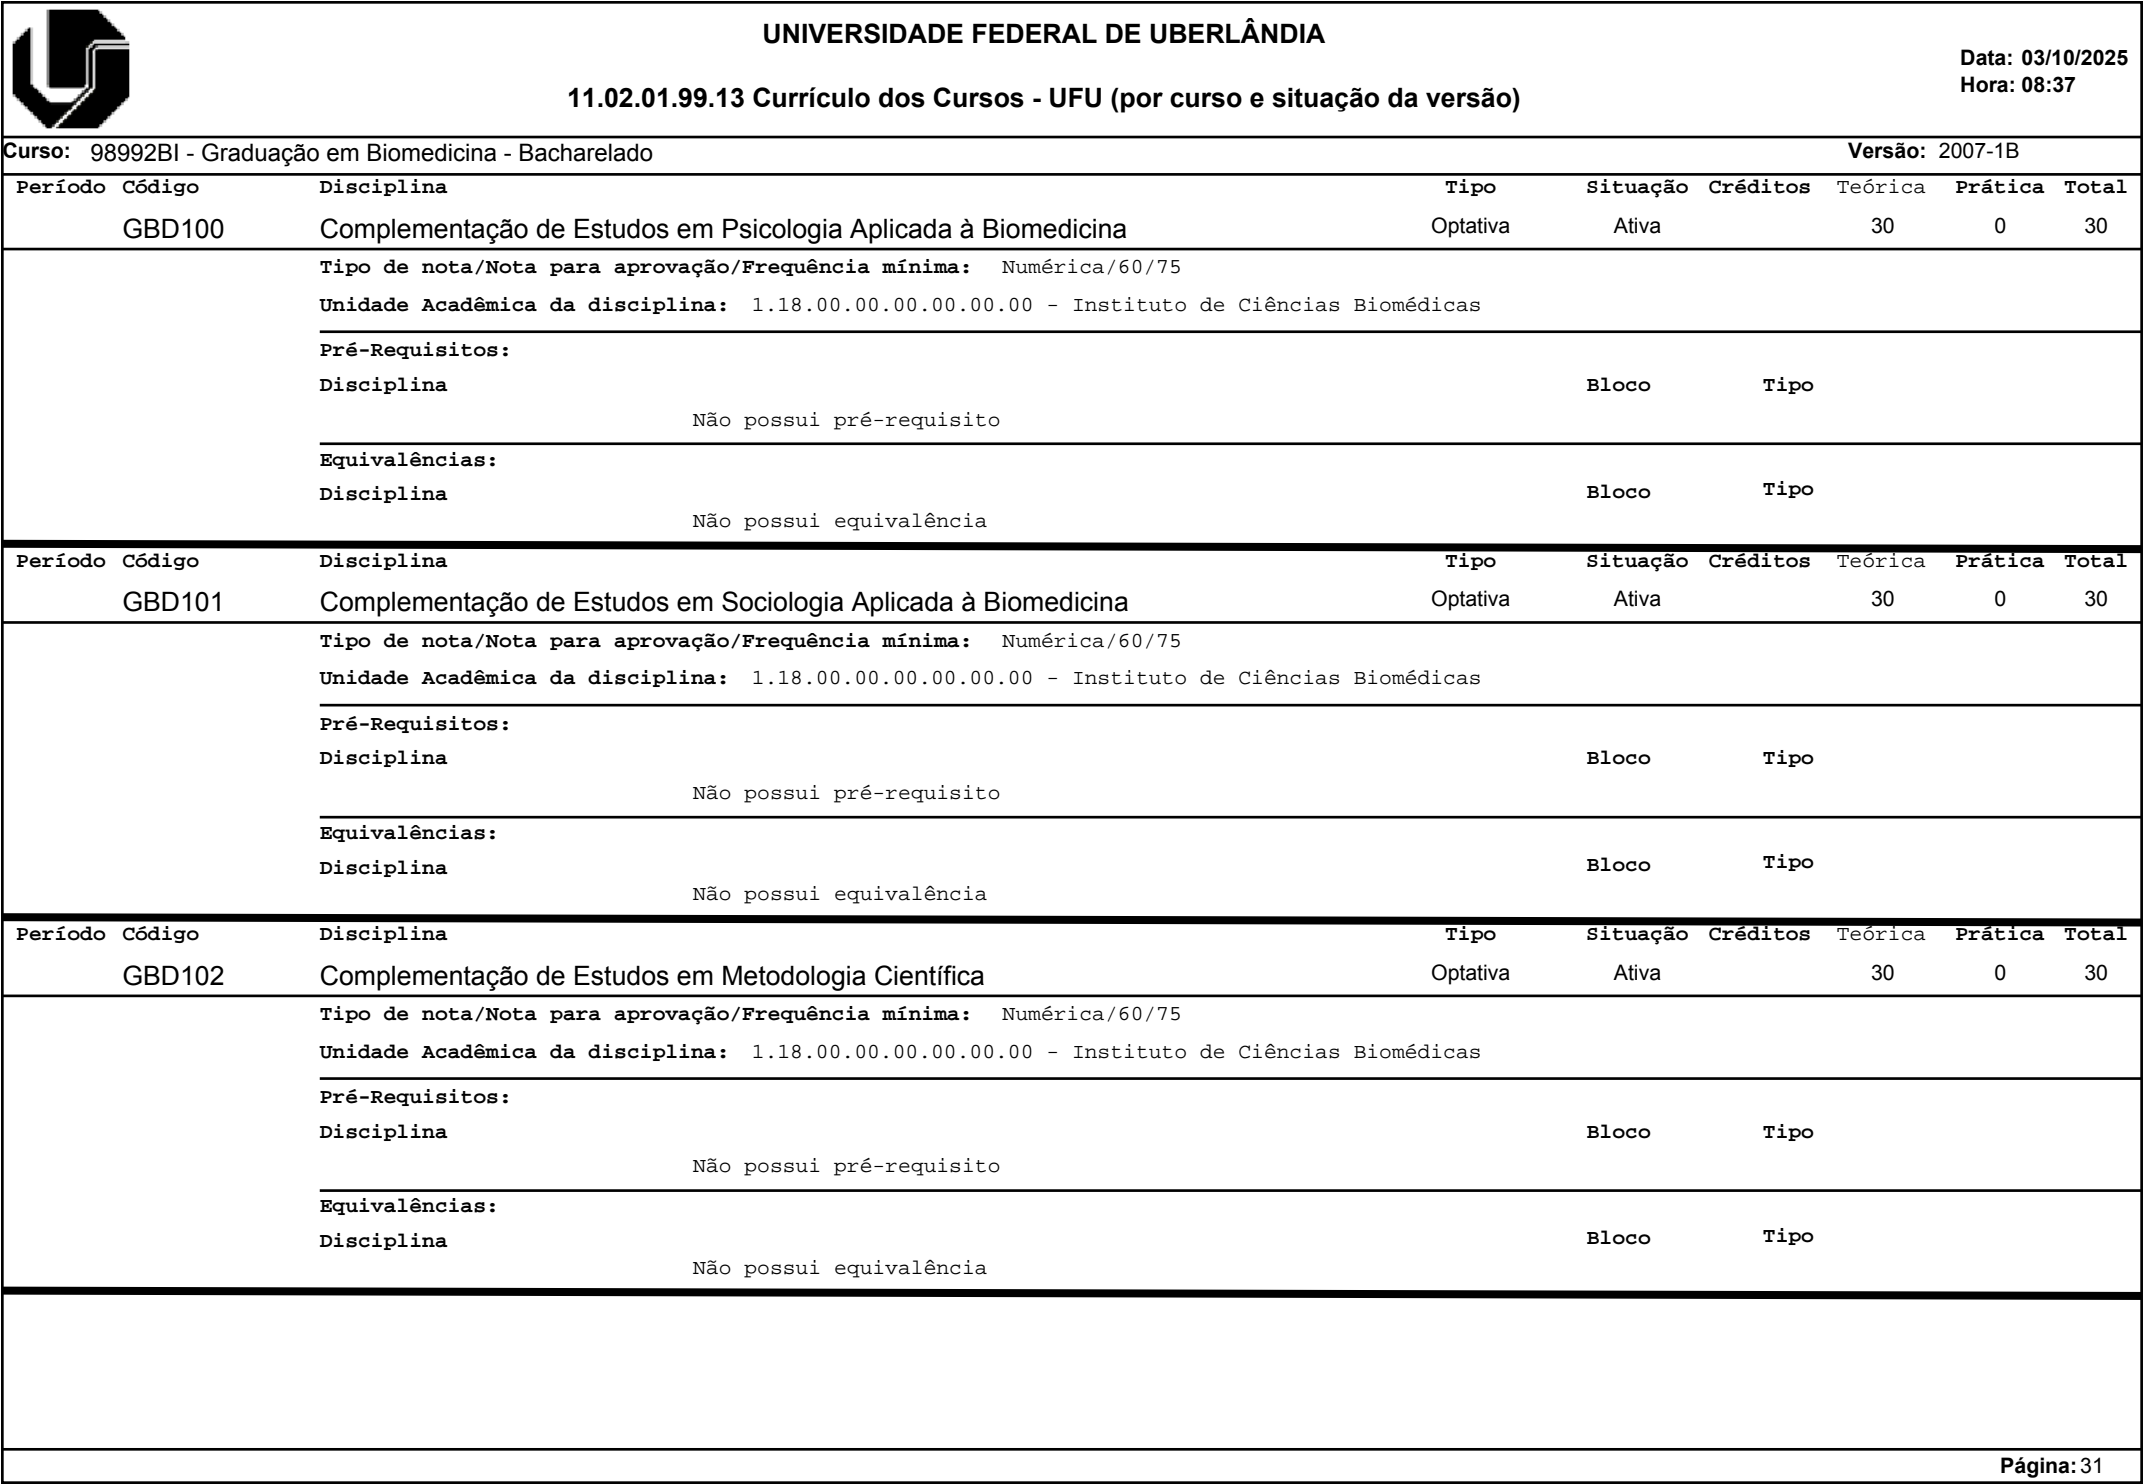 UNIVERSIDADE FEDERAL DE UBERLÂNDIA
Data: 03/10/2025
Hora: 08:37
11.02.01.99.13 Currículo dos Cursos - UFU (por curso e situação da versão)
Curso: 98992BI - Graduação em Biomedicina - Bacharelado Versão: 2007-1B
Período Código Disciplina Tipo Situação Créditos Teórica Prática Total
GBD100 Complementação de Estudos em Psicologia Aplicada à Biomedicina Optativa Ativa 30 0 30
Tipo de nota/Nota para aprovação/Frequência mínima: Numérica/60/75
Unidade Acadêmica da disciplina: 1.18.00.00.00.00.00.00 - Instituto de Ciências Biomédicas
Pré-Requisitos:
Disciplina Bloco Tipo
Não possui pré-requisito
Equivalências:
Disciplina Bloco Tipo
Não possui equivalência
Período Código Disciplina Tipo Situação Créditos Teórica Prática Total
GBD101 Complementação de Estudos em Sociologia Aplicada à Biomedicina Optativa Ativa 30 0 30
Tipo de nota/Nota para aprovação/Frequência mínima: Numérica/60/75
Unidade Acadêmica da disciplina: 1.18.00.00.00.00.00.00 - Instituto de Ciências Biomédicas
Pré-Requisitos:
Disciplina Bloco Tipo
Não possui pré-requisito
Equivalências:
Disciplina Bloco Tipo
Não possui equivalência
Período Código Disciplina Tipo Situação Créditos Teórica Prática Total
GBD102 Complementação de Estudos em Metodologia Científica Optativa Ativa 30 0 30
Tipo de nota/Nota para aprovação/Frequência mínima: Numérica/60/75
Unidade Acadêmica da disciplina: 1.18.00.00.00.00.00.00 - Instituto de Ciências Biomédicas
Pré-Requisitos:
Disciplina Bloco Tipo
Não possui pré-requisito
Equivalências:
Disciplina Bloco Tipo
Não possui equivalência
Página: 31